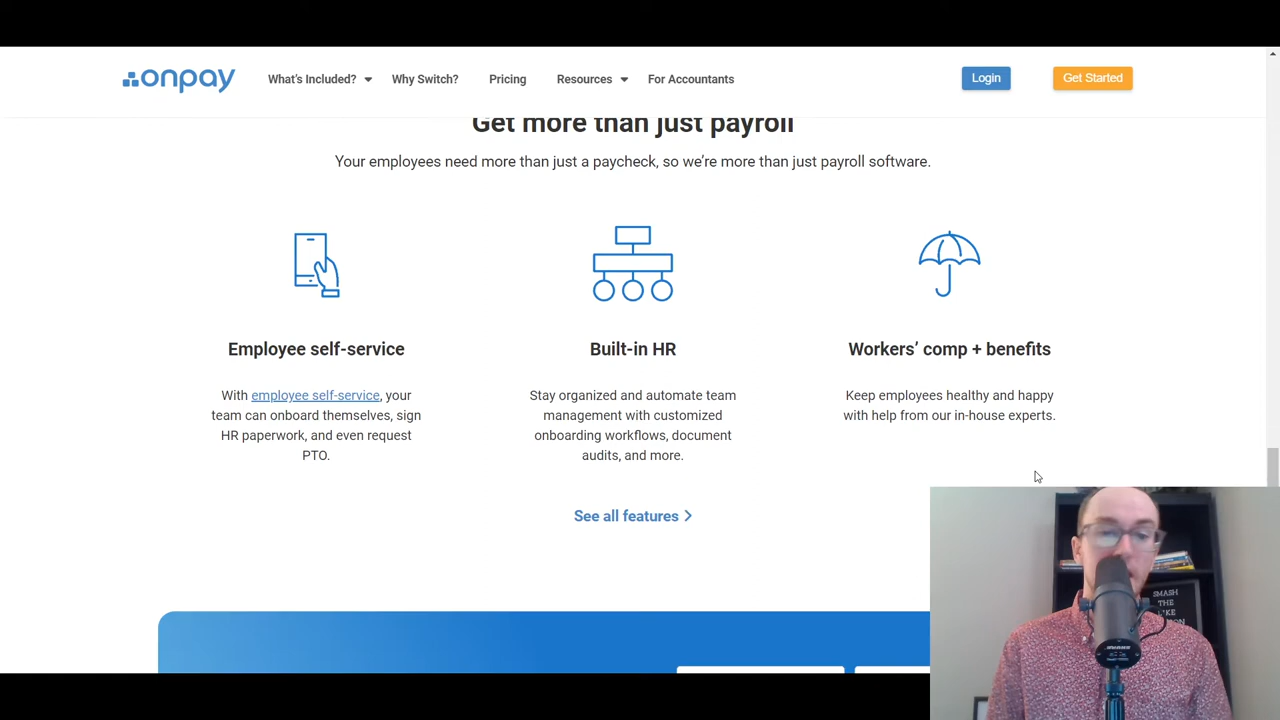 onpay
What's Included?
Why Switch?
Pricing
Resources
For Accountants
Login
Get Started
Get more than just payroll
Your employees need more than just a paycheck, so we're more than just payroll software.
Employee self-service
With employee self-service, your
team can onboard themselves, sign
HR paperwork, and even request
PTO.
Built-in HR
Stay organized and automate team
management with customized
onboarding workflows, document
audits, and more.
Workers' comp + benefits
Keep employees healthy and happy
with help from our in-house experts.
See all features
SMASH
THE